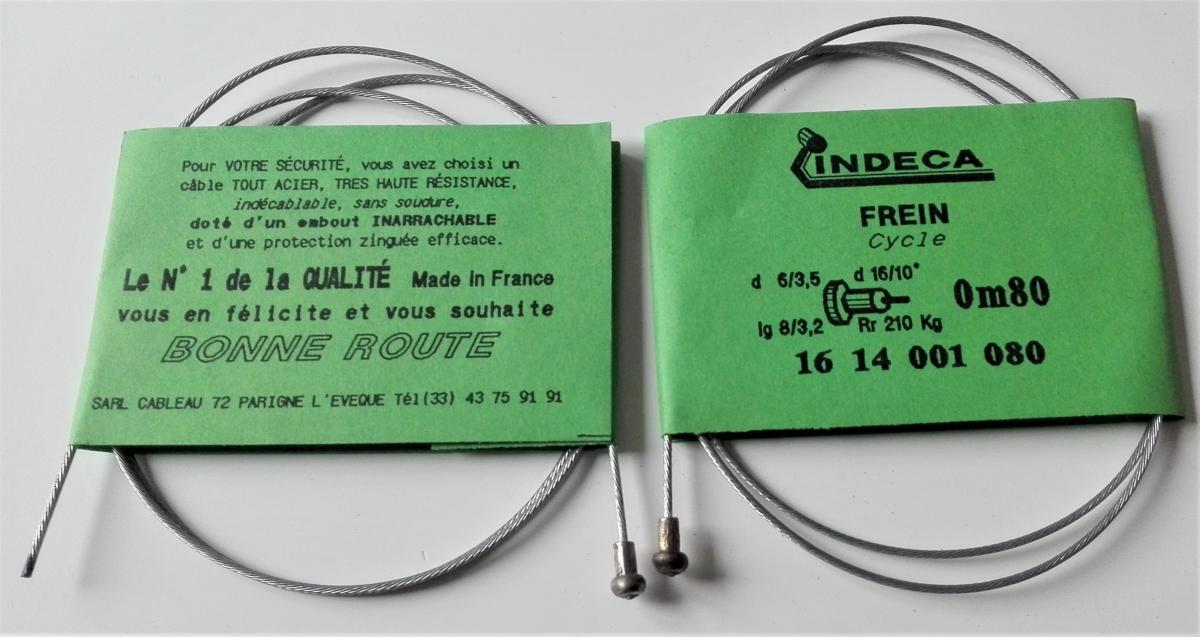 Pour VOTRE SÉCURITÉ, vous avez choisi un
câble TOUT ACIER, TRES HAUTE RÉSISTANCE,
indécablable, sans soudure,
doté d'un embout INARRACHABLE
et d'une protection zinguée efficace.
Le N° 1 de la QUALITÉ Made in France
vous en félicite et vous souhaite
BONNE ROUTE
SARL CABLEAU 72 PARIGNE L'EVEQUE Tél(33) 43 75 91 91
INDECA
FREIN
Cycle
d 6/3,5 d 16/10°
0m80
lg 8/3,2 Rr 210 Kg
16 14 001 080